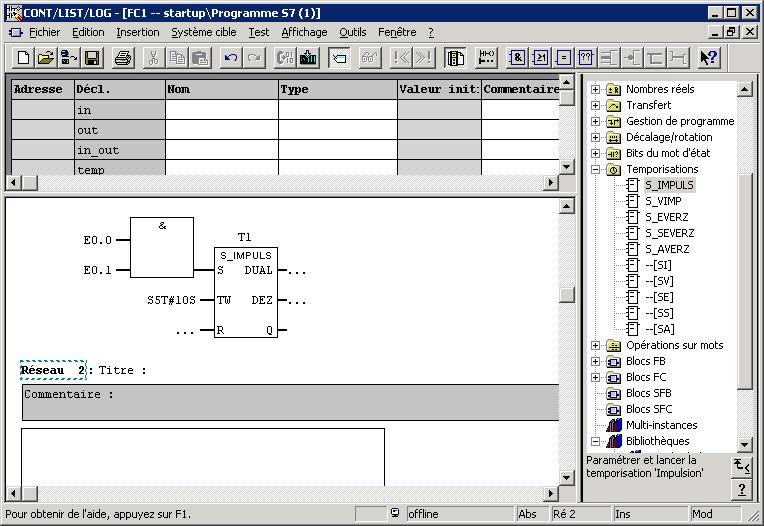 CONT/LIST/LOG - [FC1 -- startup\Programme S7 (1)]
Fichier Edition Insertion Système cible Test Affichage Outils Fenêtre ?
Adresse Décl. Nom Type Valeur init: Commentaire
in
out
in_out
temp
&
E0.0
T1
E0.1
S_IMPULS
S DUAL ...
S5T#10S TW DEZ ...
... R Q
Réseau 2 : Titre :
Commentaire :
Nombres réels
Transfert
Gestion de programme
Décalage/rotation
Bits du mot d'état
Temporisations
S_IMPULS
S_VIMP
S_EVERZ
S_SEVERZ
S_AVERZ
--[SI]
--[SV]
--[SE]
--[SS]
--[SA]
Opérations sur mots
Blocs FB
Blocs FC
Blocs SFB
Blocs SFC
Multi-instances
Bibliothèques
Paramétrer et lancer la
temporisation 'Impulsion'
Pour obtenir de l'aide, appuyez sur F1. offline Abs Ré 2 Ins Mod